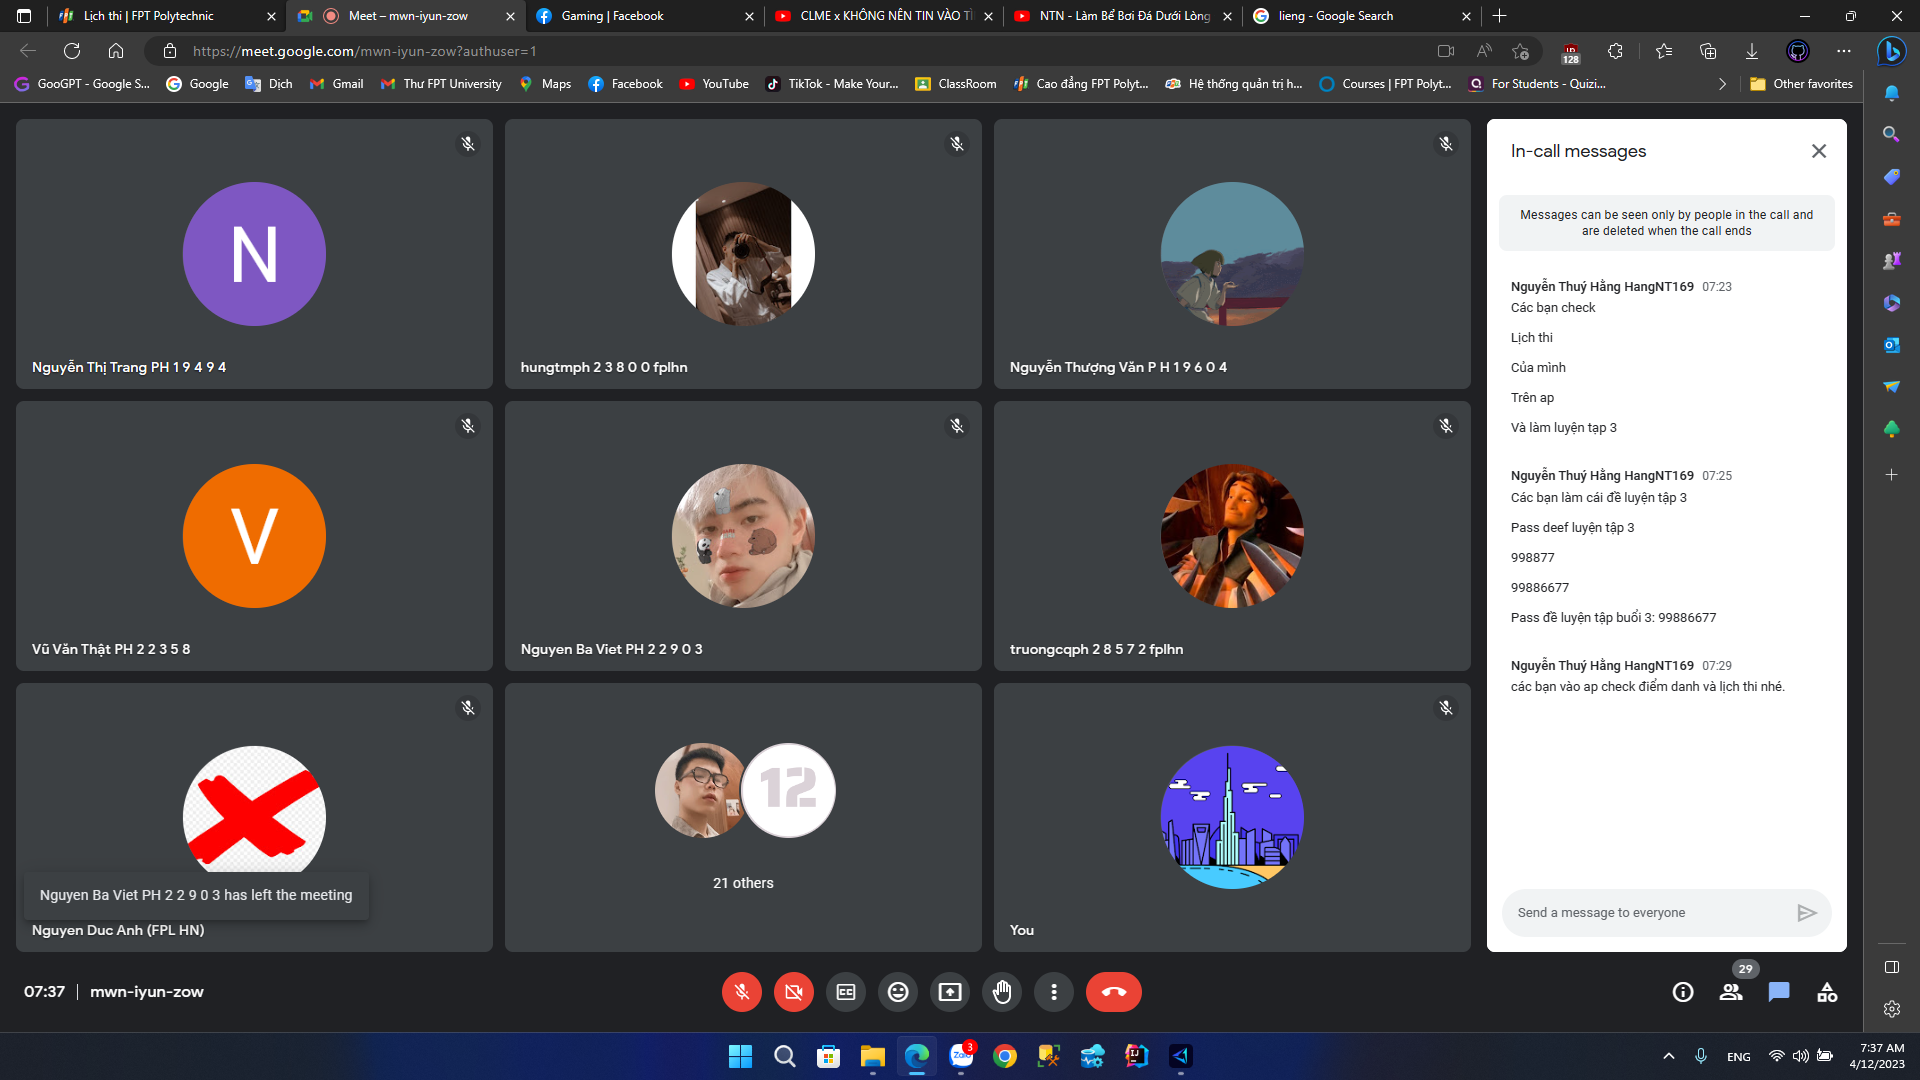 Lịch thi | FPT Polytechnic
Meet – mwn-iyun-zow
Gaming | Facebook
CLME x KHÔNG NÊN TIN VÀO TÌ
NTN - Làm Bể Bơi Đá Dưới Lòng
lieng - Google Search
https://meet.google.com/mwn-iyun-zow?authuser=1
128
GooGPT - Google S...
Google
Dịch
Gmail
Thư FPT University
Maps
Facebook
YouTube
TikTok - Make Your...
ClassRoom
Cao đẳng FPT Polyt...
Hệ thống quản trị h...
Courses | FPT Polyt...
For Students - Quizi...
Other favorites
N
Nguyễn Thị Trang PH 1 9 4 9 4
hungtmph 2 3 8 0 0 fplhn
Nguyễn Thượng Văn P H 1 9 6 0 4
V
Vũ Văn Thật PH 2 2 3 5 8
Nguyen Ba Viet PH 2 2 9 0 3
truongcqph 2 8 5 7 2 fplhn
Nguyen Ba Viet PH 2 2 9 0 3 has left the meeting
Nguyen Duc Anh (FPL HN)
12
21 others
You
In-call messages
Messages can be seen only by people in the call and
are deleted when the call ends
Nguyễn Thuý Hằng HangNT169 07:23
Các bạn check
Lịch thi
Của mình
Trên ap
Và làm luyện tạp 3
Nguyễn Thuý Hằng HangNT169 07:25
Các bạn làm cái đề luyện tập 3
Pass deef luyện tập 3
998877
99886677
Pass đề luyện tập buổi 3: 99886677
Nguyễn Thuý Hằng HangNT169 07:29
các bạn vào ap check điểm danh và lịch thi nhé.
Send a message to everyone
07:37 | mwn-iyun-zow
29
Zalo
3
ENG
7:37 AM
4/12/2023